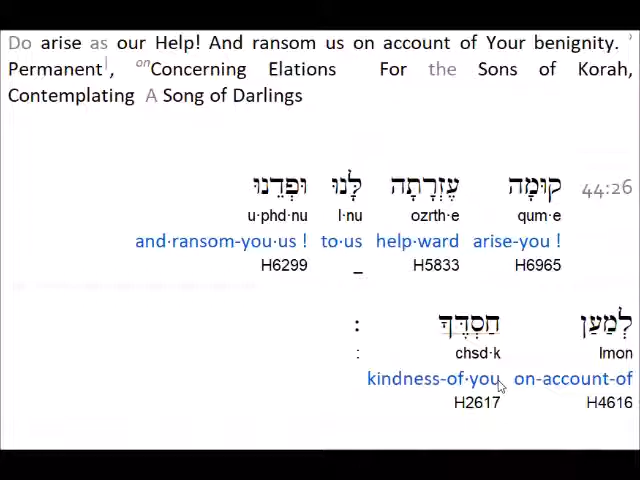 Do arise as our Help! And ransom us on account of Your benignity.
Permanent|, onConcerning Elations For the Sons of Korah,
Contemplating A Song of Darlings
44:26 קוּמָה עֶזְרָתָה לָּנוּ וּפְדֵנוּ
u·phd·nu l·nu ozrth·e qum·e
and·ransom-you·us ! to·us help·ward arise-you !
H6299 _ H5833 H6965
לְמַעַן חַסְדֶּךָ :
: chsd·k lmon
kindness-of·you on-account-of
H2617 H4616